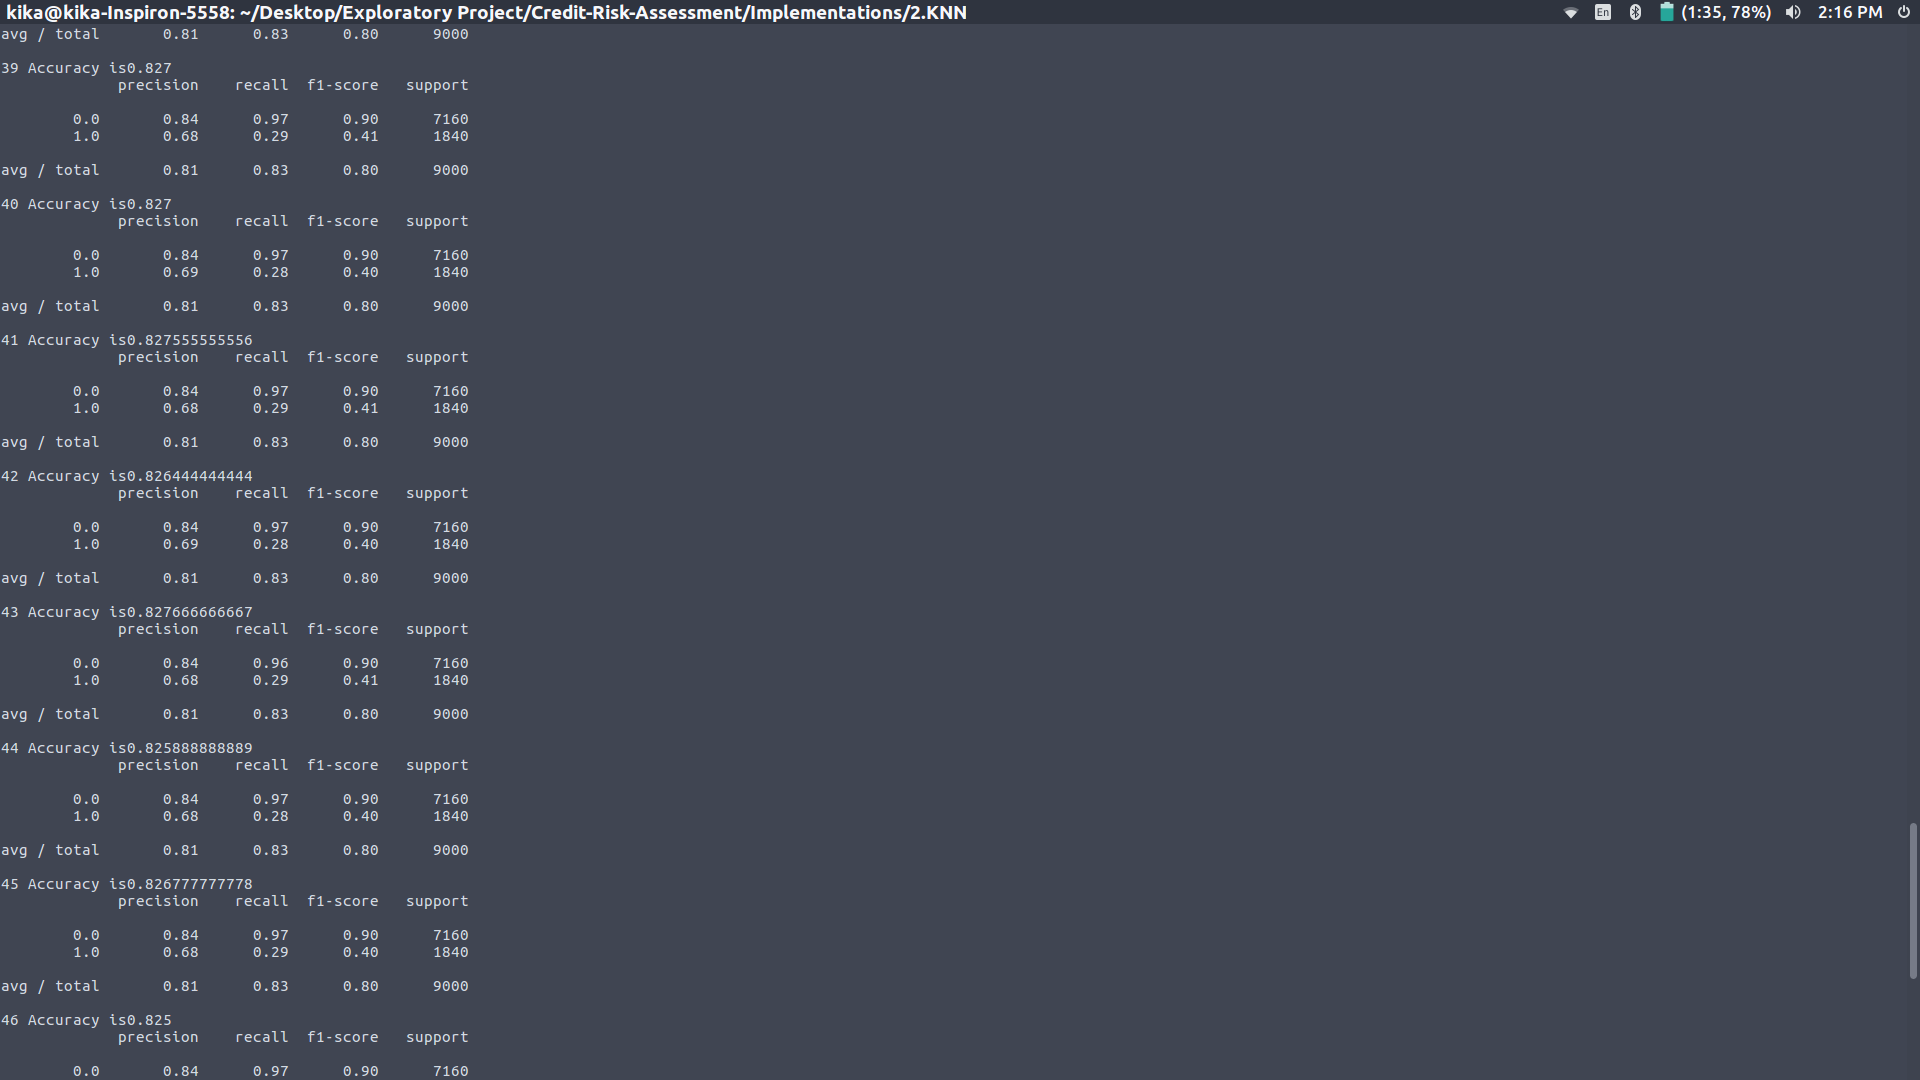 kika@kika-Inspiron-5558: ~/Desktop/Exploratory Project/Credit-Risk-Assessment/Implementations/2.KNN En (1:35, 78%) 2:16 PM
avg / total 0.81 0.83 0.80 9000
39 Accuracy is0.827
precision recall f1-score support
0.0 0.84 0.97 0.90 7160
1.0 0.68 0.29 0.41 1840
avg / total 0.81 0.83 0.80 9000
40 Accuracy is0.827
precision recall f1-score support
0.0 0.84 0.97 0.90 7160
1.0 0.69 0.28 0.40 1840
avg / total 0.81 0.83 0.80 9000
41 Accuracy is0.827555555556
precision recall f1-score support
0.0 0.84 0.97 0.90 7160
1.0 0.68 0.29 0.41 1840
avg / total 0.81 0.83 0.80 9000
42 Accuracy is0.826444444444
precision recall f1-score support
0.0 0.84 0.97 0.90 7160
1.0 0.69 0.28 0.40 1840
avg / total 0.81 0.83 0.80 9000
43 Accuracy is0.827666666667
precision recall f1-score support
0.0 0.84 0.96 0.90 7160
1.0 0.68 0.29 0.41 1840
avg / total 0.81 0.83 0.80 9000
44 Accuracy is0.825888888889
precision recall f1-score support
0.0 0.84 0.97 0.90 7160
1.0 0.68 0.28 0.40 1840
avg / total 0.81 0.83 0.80 9000
45 Accuracy is0.826777777778
precision recall f1-score support
0.0 0.84 0.97 0.90 7160
1.0 0.68 0.29 0.40 1840
avg / total 0.81 0.83 0.80 9000
46 Accuracy is0.825
precision recall f1-score support
0.0 0.84 0.97 0.90 7160